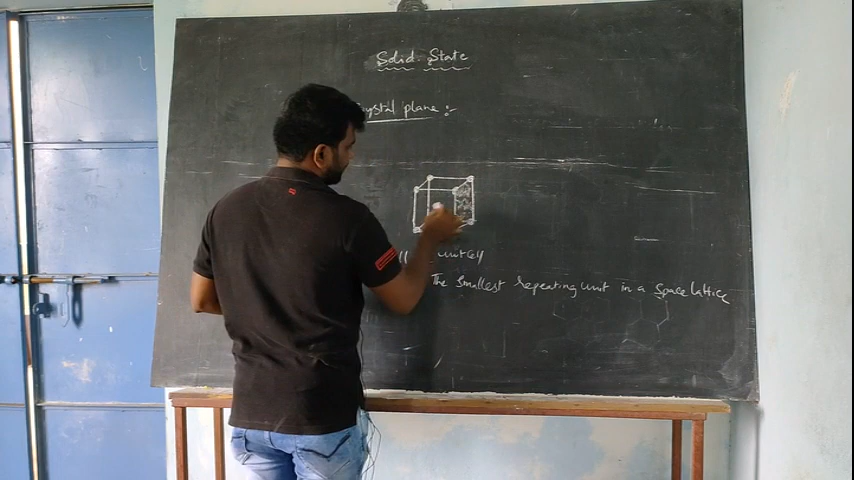 Solid State
crystal plane :-
unit cell
The smallest repeating unit in a space lattice